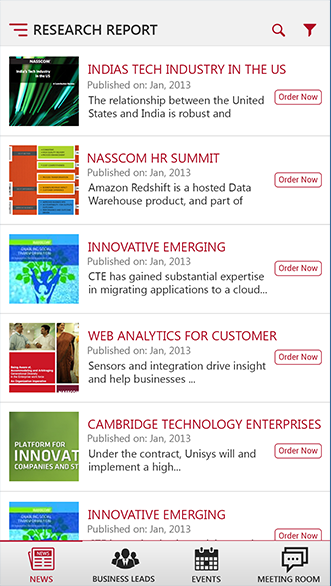 RESEARCH REPORT
NASSCOM
India's Tech Industry
in the US
INDIAS TECH INDUSTRY IN THE US
Published on: Jan, 2013
The relationship between the United
States and India is robust and
Order Now
NASSCOM HR SUMMIT
Published on: Jan, 2013
Amazon Redshift is a hosted Data
Warehouse product, and part of
Order Now
INNOVATIVE EMERGING
Published on: Jan, 2013
CTE has gained substantial expertise
in migrating applications to a cloud...
Order Now
WEB ANALYTICS FOR CUSTOMER
Published on: Jan, 2013
Sensors and integration drive insight
and help businesses ...
Order Now
PLATFORM FOR
INNOVAT
COMPANIES AND ST
CAMBRIDGE TECHNOLOGY ENTERPRISES
Published on: Jan, 2013
Under the contract, Unisys will and
implement a high...
Order Now
INNOVATIVE EMERGING
Published on: Jan, 2013
Order Now
NEWS
NEWS
BUSINESS LEADS
EVENTS
MEETING ROOM